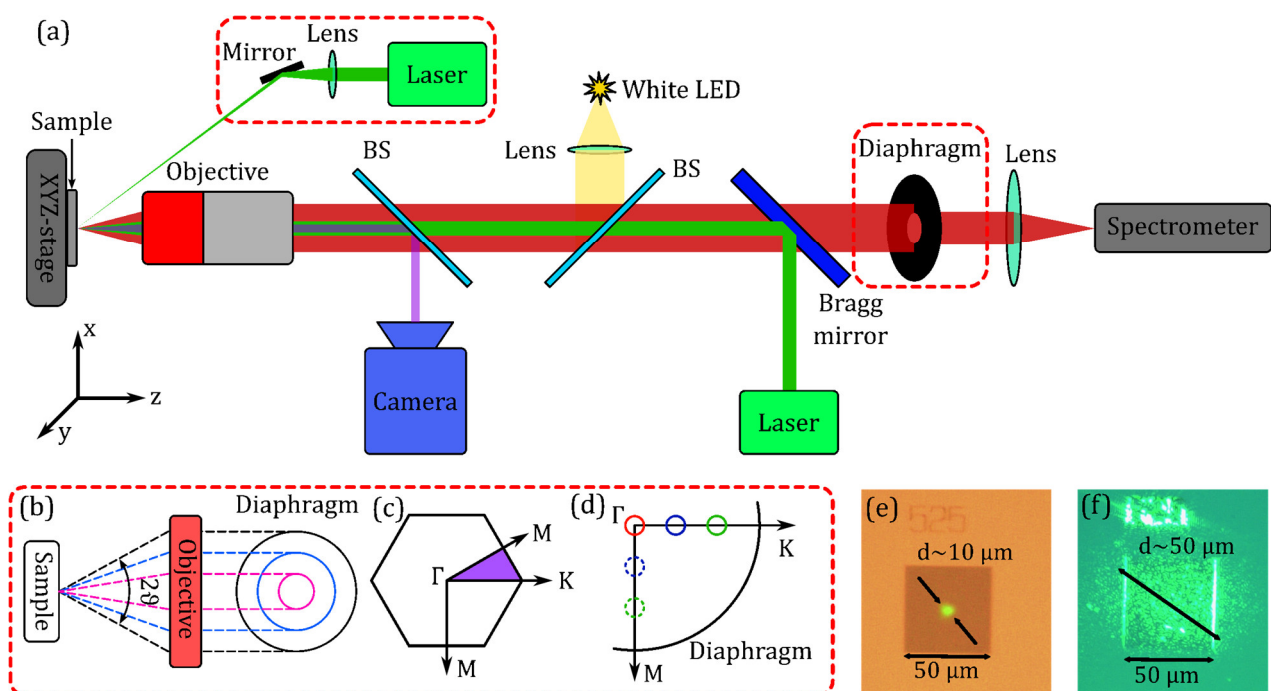 (a)
Mirror
Lens
Laser
White LED
Sample
XYZ-stage
Objective
BS
Lens
BS
Diaphragm
Lens
Spectrometer
Bragg
mirror
x
z
y
Camera
Laser
(b)
Diaphragm
Sample
2ϑ
Objective
(c)
M
Γ
K
M
(d)
Γ
K
M
Diaphragm
(e)
525
d~10 μm
50 μm
(f)
d~50 μm
50 μm